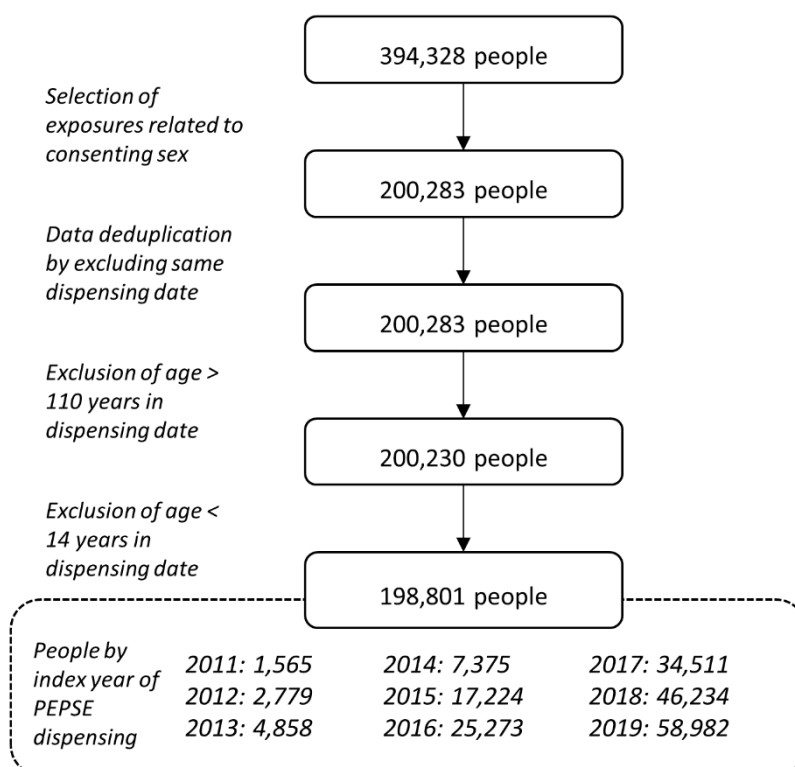 394,328 people
Selection of
exposures related to
consenting sex
200,283 people
Data deduplication
by excluding same
dispensing date
200,283 people
Exclusion of age >
110 years in
dispensing date
200,230 people
Exclusion of age <
14 years in
dispensing date
198,801 people
People by
index year of
PEPSE
dispensing
2011: 1,565
2012: 2,779
2013: 4,858
2014: 7,375
2015: 17,224
2016: 25,273
2017: 34,511
2018: 46,234
2019: 58,982